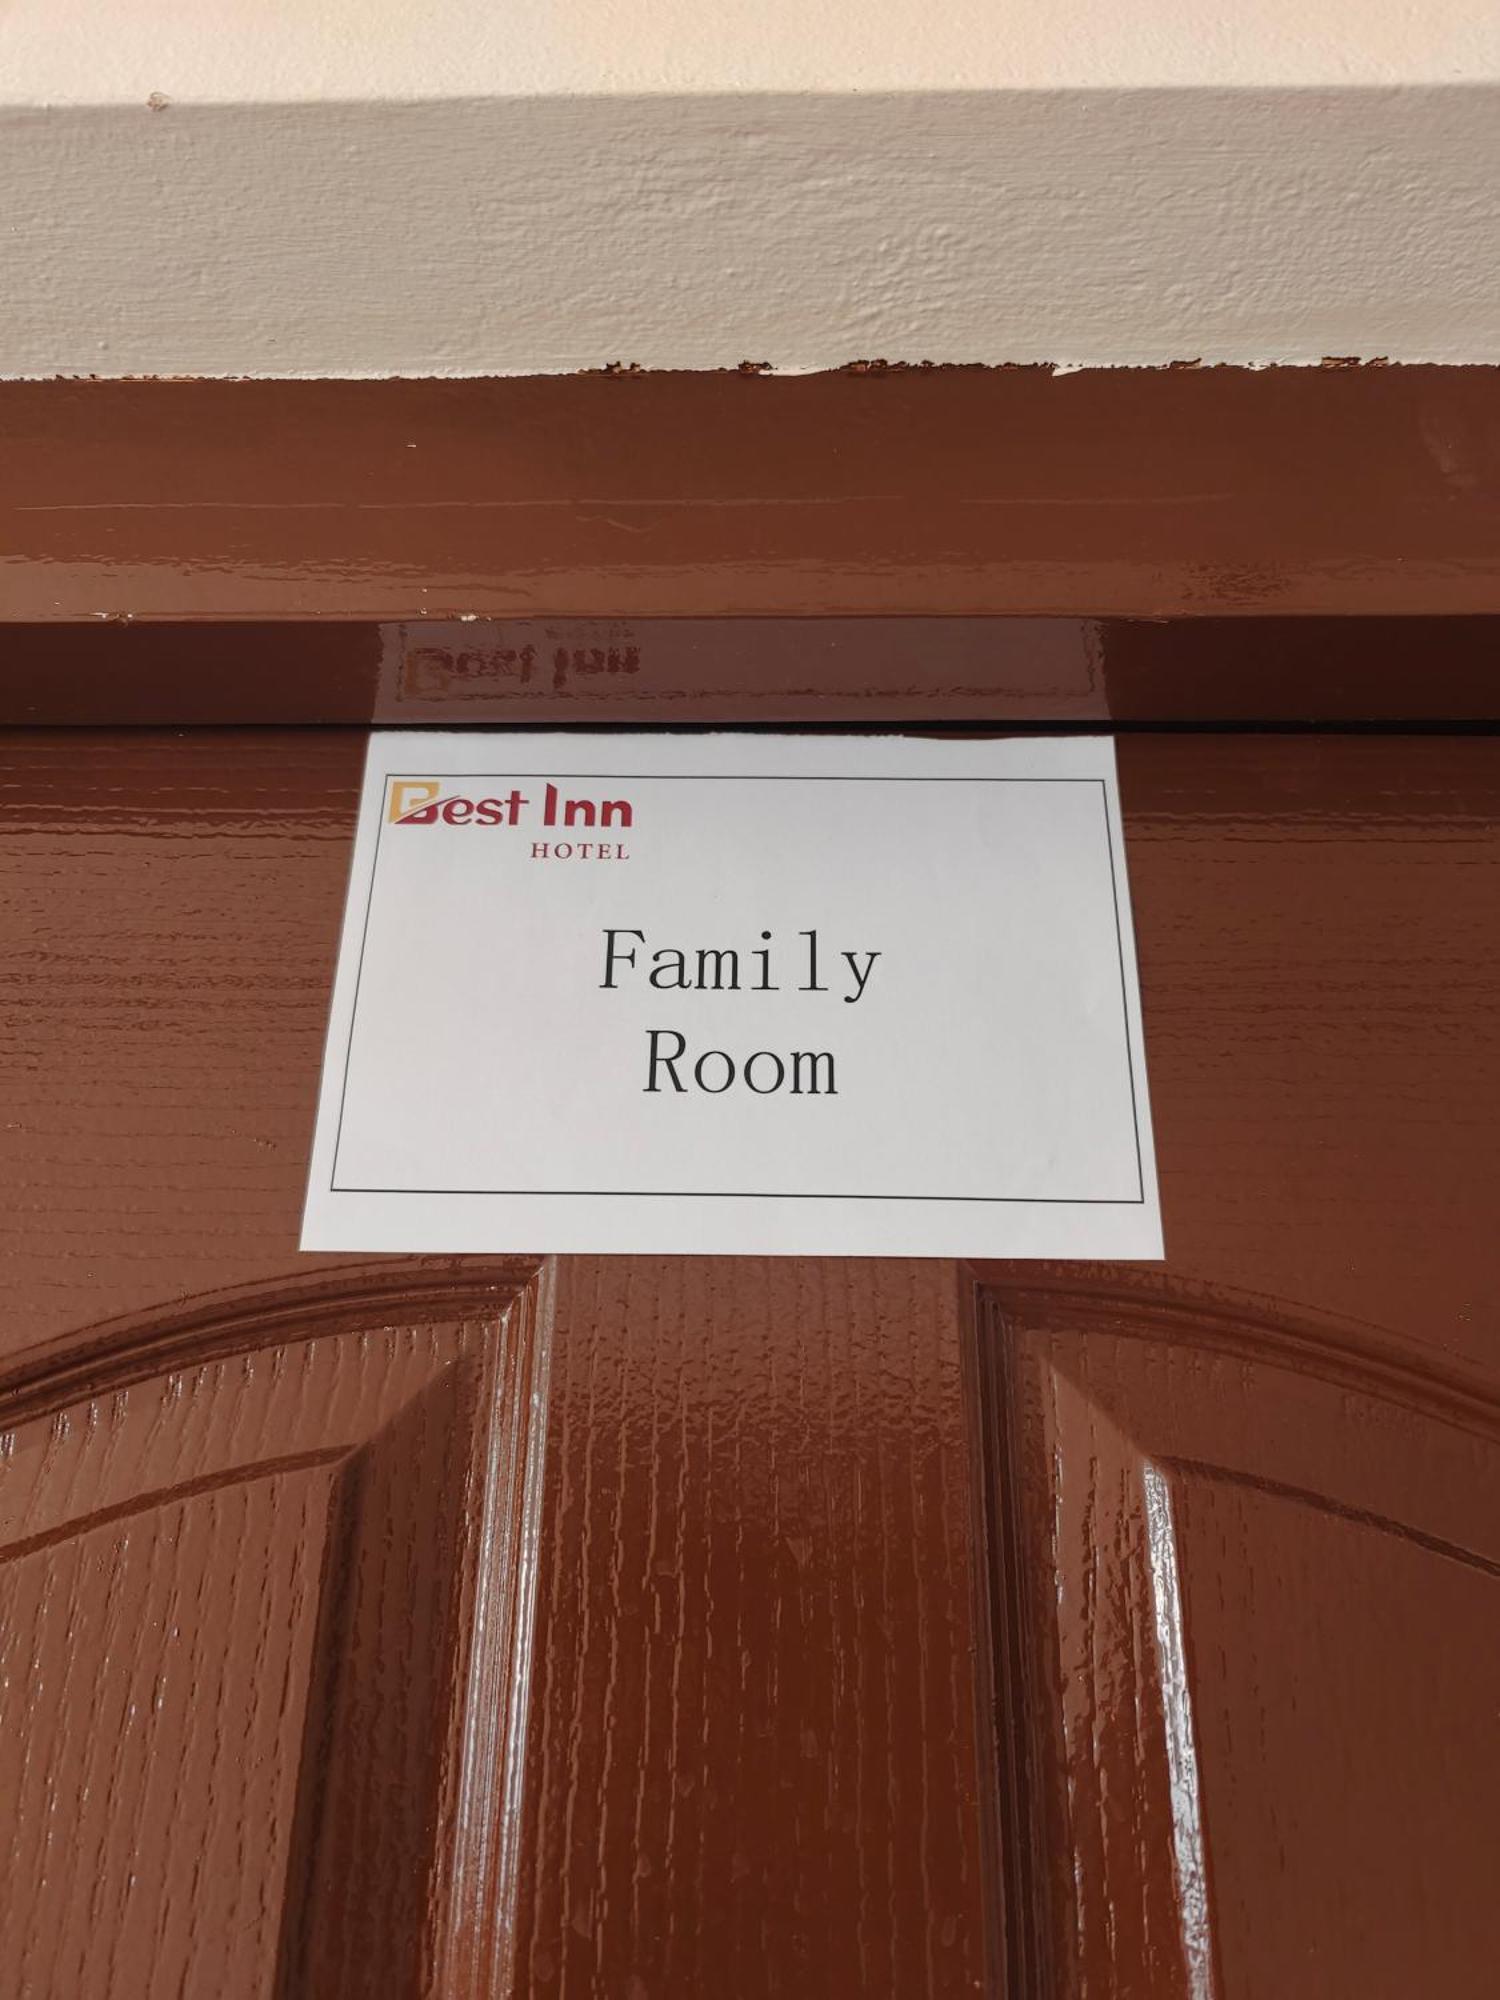 Best Inn
HOTEL
Family
Room